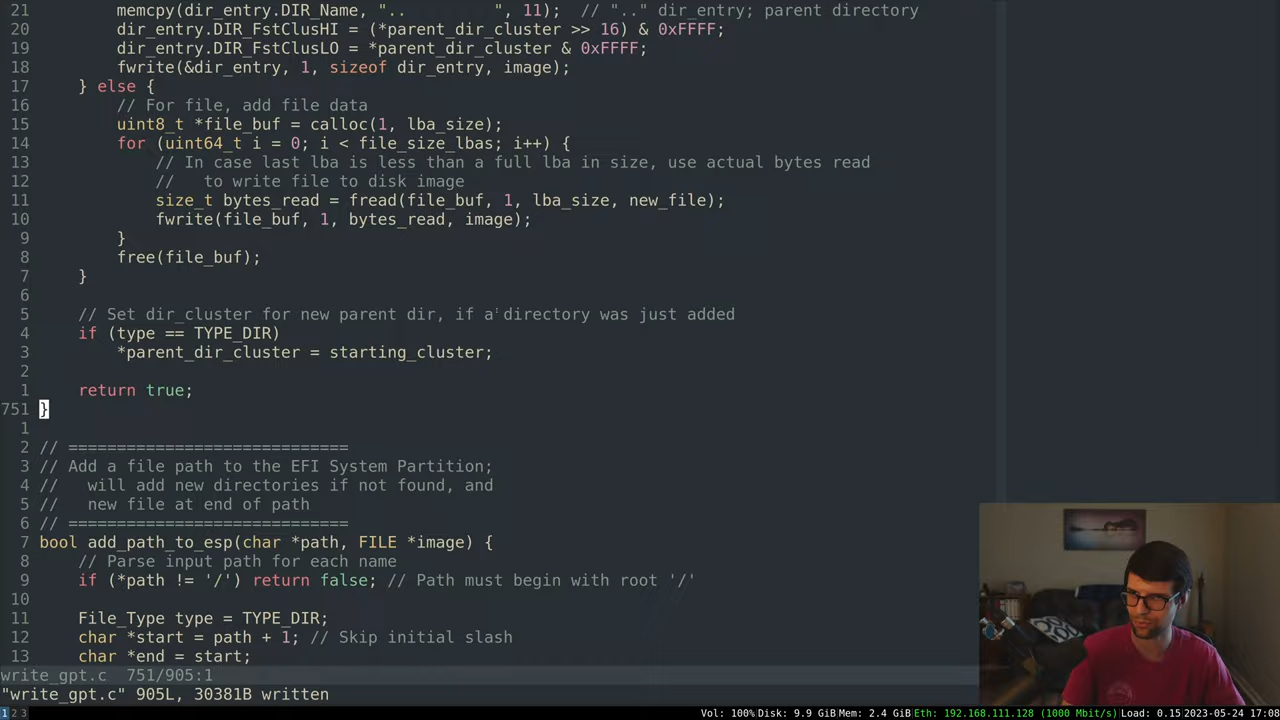 21         memcpy(dir_entry.DIR_Name, "..         ", 11);  // ".." dir_entry; parent directory
20         dir_entry.DIR_FstClusHI = (*parent_dir_cluster >> 16) & 0xFFFF;
19         dir_entry.DIR_FstClusLO = *parent_dir_cluster & 0xFFFF;
18         fwrite(&dir_entry, 1, sizeof dir_entry, image);
17     } else {
16         // For file, add file data
15         uint8_t *file_buf = calloc(1, lba_size);
14         for (uint64_t i = 0; i < file_size_lbas; i++) {
13             // In case last lba is less than a full lba in size, use actual bytes read
12             //   to write file to disk image
11             size_t bytes_read = fread(file_buf, 1, lba_size, new_file);
10             fwrite(file_buf, 1, bytes_read, image);
9         }
8         free(file_buf);
7     }
6
5     // Set dir_cluster for new parent dir, if a directory was just added
4     if (type == TYPE_DIR)
3         *parent_dir_cluster = starting_cluster;
2
1     return true;
751 }
1
2 // =============================
3 // Add a file path to the EFI System Partition;
4 //   will add new directories if not found, and
5 //   new file at end of path
6 // =============================
7 bool add_path_to_esp(char *path, FILE *image) {
8     // Parse input path for each name
9     if (*path != '/') return false; // Path must begin with root '/'
10
11     File_Type type = TYPE_DIR;
12     char *start = path + 1; // Skip initial slash
13     char *end = start;
write_gpt.c  751/905:1
"write_gpt.c" 905L, 30381B written
1 2 3 Vol: 100% Disk: 9.9 GiB Mem: 2.4 GiB Eth: 192.168.111.128 (1000 Mbit/s) Load: 0.15 2023-05-24 17:08